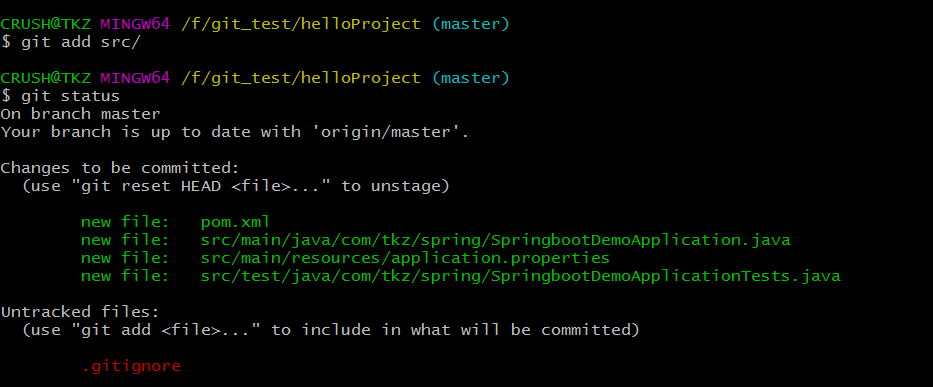 CRUSH@TKZ MINGW64 /f/git_test/helloProject (master)
$ git add src/
CRUSH@TKZ MINGW64 /f/git_test/helloProject (master)
$ git status
On branch master
Your branch is up to date with 'origin/master'.
Changes to be committed:
  (use "git reset HEAD <file>..." to unstage)
        new file:   pom.xml
        new file:   src/main/java/com/tkz/spring/SpringbootDemoApplication.java
        new file:   src/main/resources/application.properties
        new file:   src/test/java/com/tkz/spring/SpringbootDemoApplicationTests.java
Untracked files:
  (use "git add <file>..." to include in what will be committed)
        .gitignore